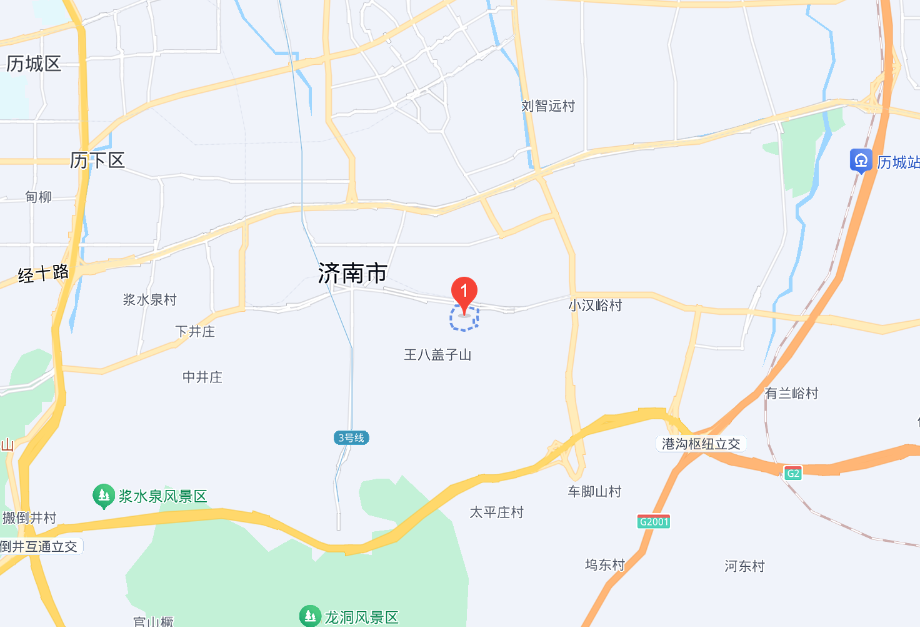 历城区
刘智远村
历下区
历城站
甸柳
经十路
济南市
1
浆水泉村
小汉峪村
下井庄
王八盖子山
中井庄
有兰峪村
3号线
山
港沟枢纽立交
G2
浆水泉风景区
车脚山村
太平庄村
搬倒井村
G2001
倒井互通立交
坞东村
河东村
龙洞风景区
官山橛